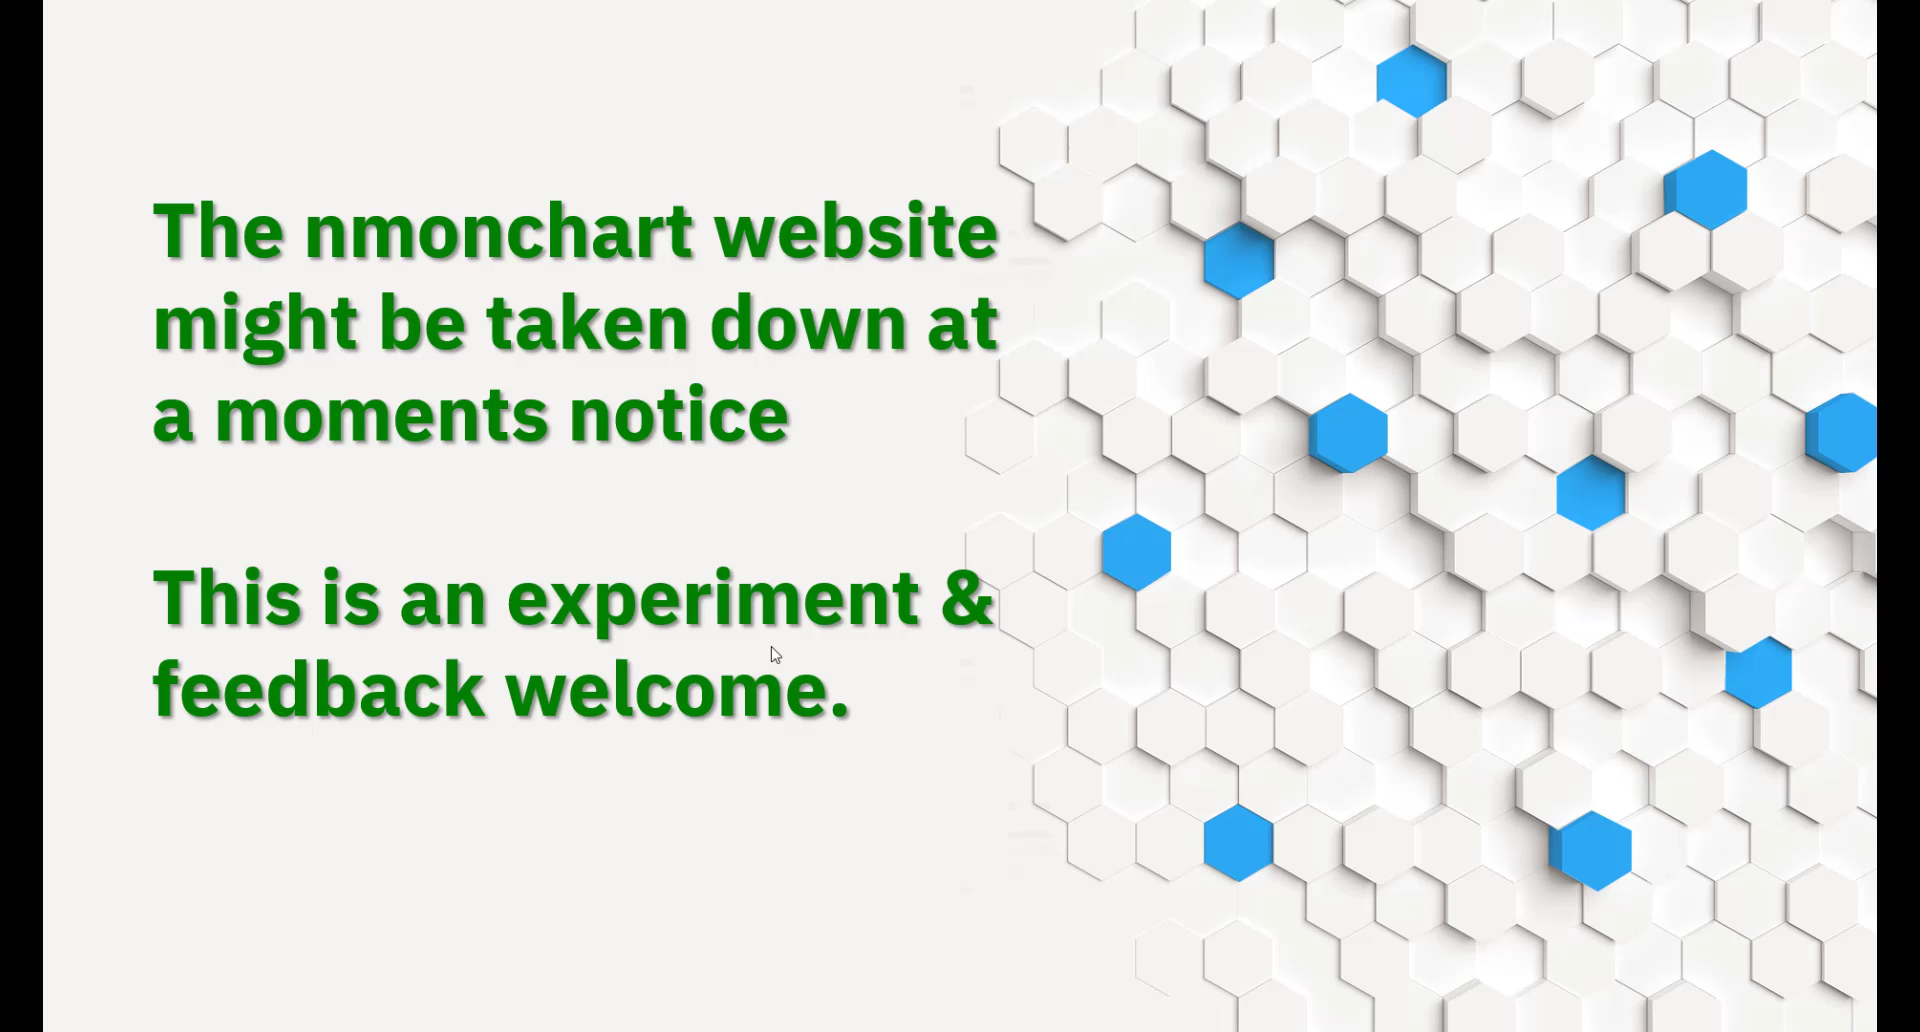 The nmonchart website
might be taken down at
a moments notice
This is an experiment &
feedback welcome.